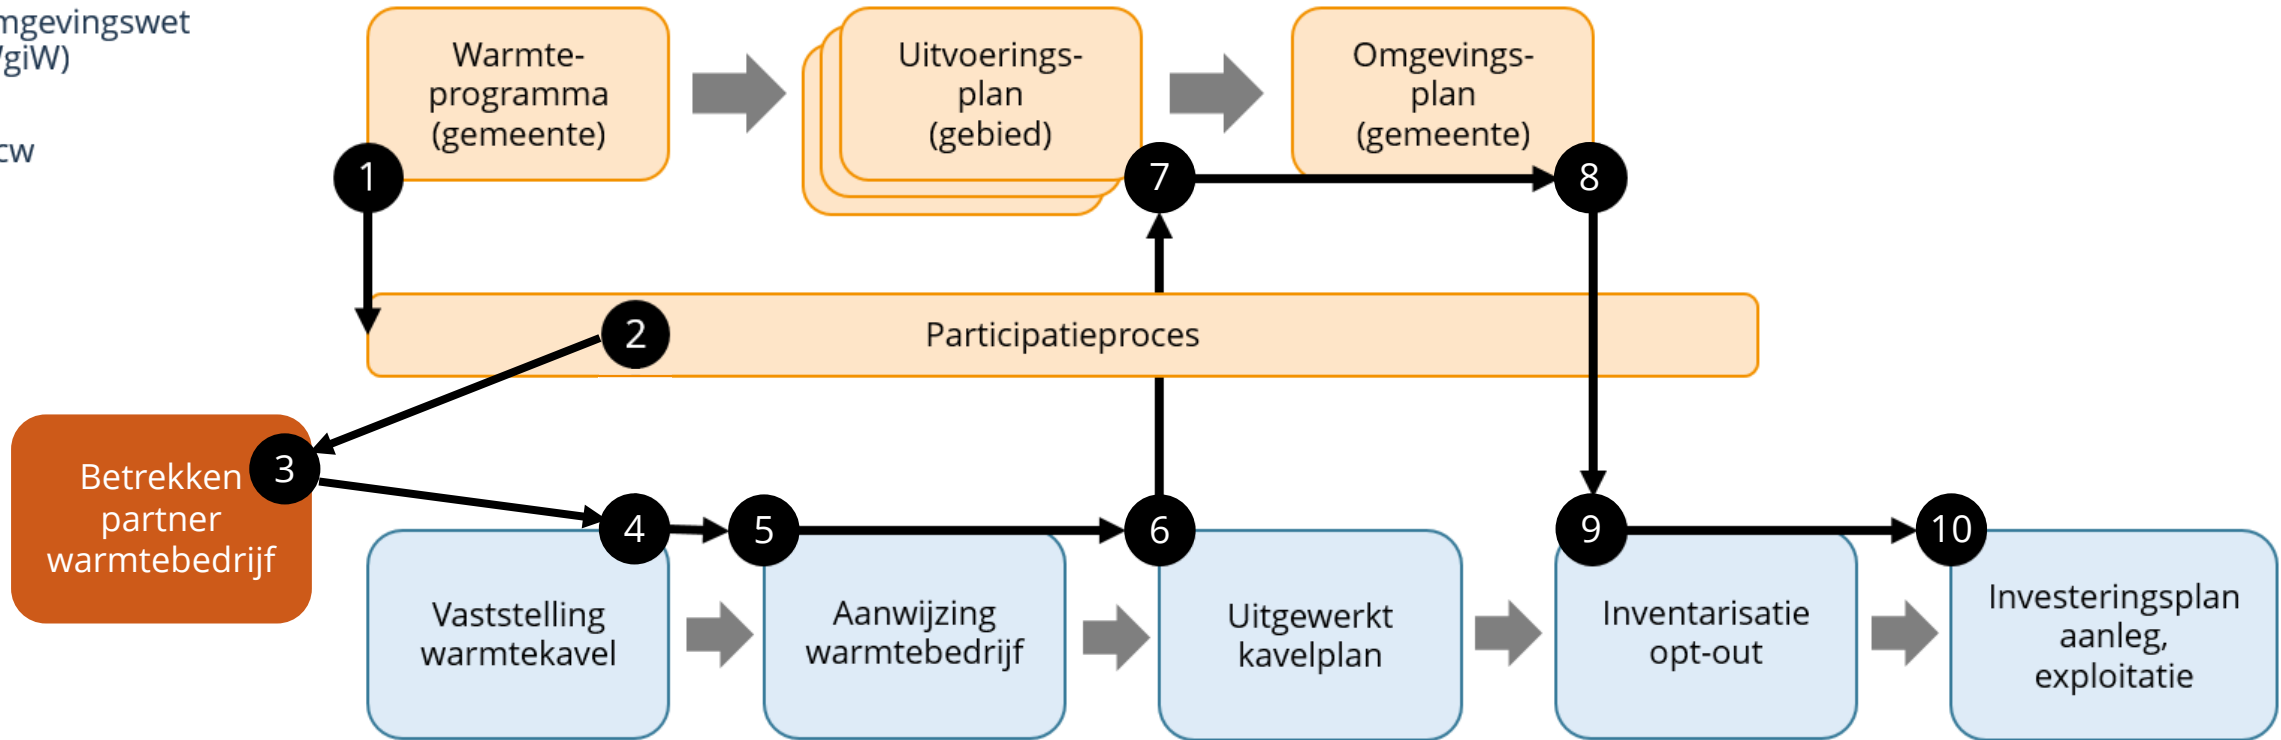 mgevingswet
giW)
cw
Warmte-
programma
(gemeente)
Uitvoerings-
plan
(gebied)
Omgevings-
plan
(gemeente)
1
7
8
2
Participatieproces
3
Betrekken
partner
warmtebedrijf
4
5
6
9
10
Vaststelling
warmtekavel
Aanwijzing
warmtebedrijf
Uitgewerkt
kavelplan
Inventarisatie
opt-out
Investeringsplan
aanleg,
exploitatie